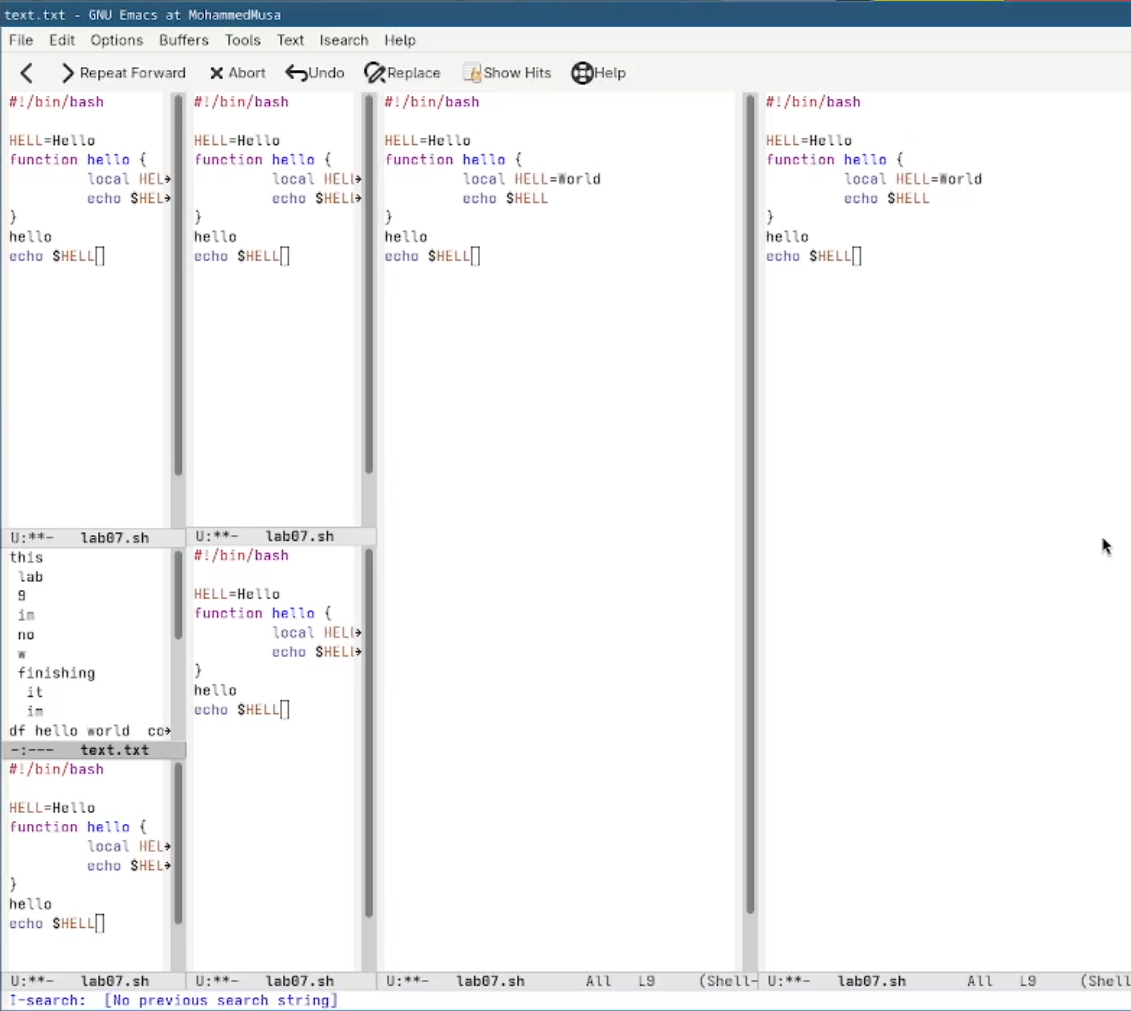 text.txt - GNU Emacs at MohammedMusa
File Edit Options Buffers Tools Text Isearch Help
Repeat Forward Abort Undo Replace Show Hits Help
#!/bin/bash
HELL=Hello
function hello {
local HEL
echo $HEL
}
hello
echo $HELL
U:**- lab07.sh
this
lab
9
im
no
w
finishing
it
im
df hello world co
-:--- text.txt
#!/bin/bash
HELL=Hello
function hello {
local HEL
echo $HEL
}
hello
echo $HELL
U:**- lab07.sh
#!/bin/bash
HELL=Hello
function hello {
local HELL
echo $HELL
}
hello
echo $HELL
U:**- lab07.sh
#!/bin/bash
HELL=Hello
function hello {
local HELL
echo $HELL
}
hello
echo $HELL
U:**- lab07.sh
#!/bin/bash
HELL=Hello
function hello {
local HELL=World
echo $HELL
}
hello
echo $HELL
U:**- lab07.sh All L9 (Shell-
#!/bin/bash
HELL=Hello
function hello {
local HELL=World
echo $HELL
}
hello
echo $HELL
U:**- lab07.sh All L9 (Shell
I-search: [No previous search string]